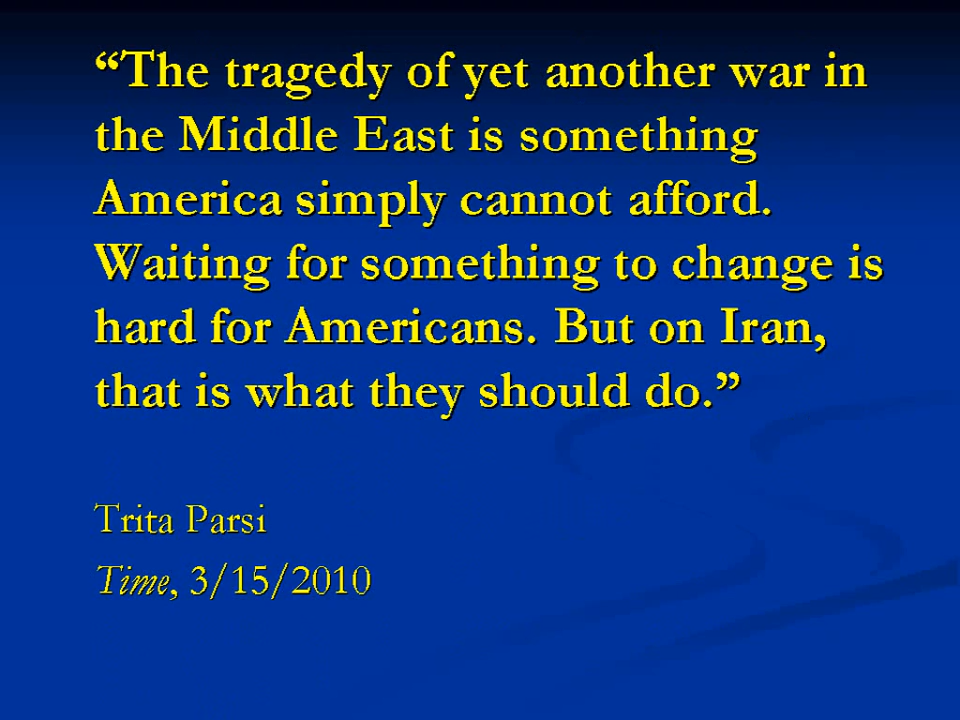 “The tragedy of yet another war in
the Middle East is something
America simply cannot afford.
Waiting for something to change is
hard for Americans. But on Iran,
that is what they should do.”
Trita Parsi
Time, 3/15/2010